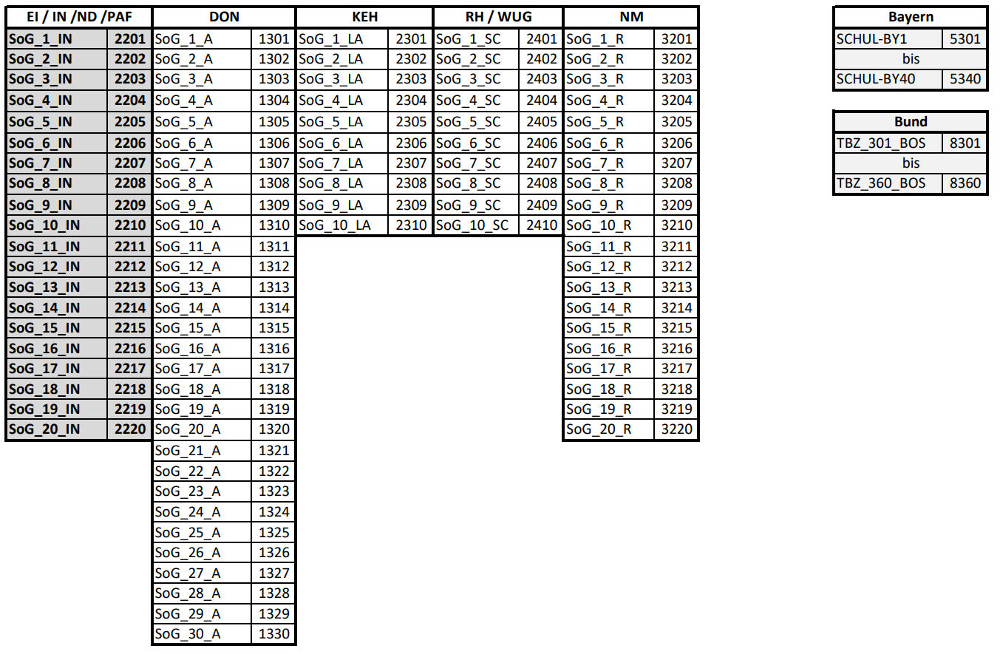 EI / IN /ND /PAF DON KEH RH / WUG NM Bayern
SoG_1_IN 2201 SoG_1_A 1301 SoG_1_LA 2301 SoG_1_SC 2401 SoG_1_R 3201 SCHUL-BY1 5301
SoG_2_IN 2202 SoG_2_A 1302 SoG_2_LA 2302 SoG_2_SC 2402 SoG_2_R 3202 bis
SoG_3_IN 2203 SoG_3_A 1303 SoG_3_LA 2303 SoG_3_SC 2403 SoG_3_R 3203 SCHUL-BY40 5340
SoG_4_IN 2204 SoG_4_A 1304 SoG_4_LA 2304 SoG_4_SC 2404 SoG_4_R 3204
SoG_5_IN 2205 SoG_5_A 1305 SoG_5_LA 2305 SoG_5_SC 2405 SoG_5_R 3205 Bund
SoG_6_IN 2206 SoG_6_A 1306 SoG_6_LA 2306 SoG_6_SC 2406 SoG_6_R 3206 TBZ_301_BOS 8301
SoG_7_IN 2207 SoG_7_A 1307 SoG_7_LA 2307 SoG_7_SC 2407 SoG_7_R 3207 bis
SoG_8_IN 2208 SoG_8_A 1308 SoG_8_LA 2308 SoG_8_SC 2408 SoG_8_R 3208 TBZ_360_BOS 8360
SoG_9_IN 2209 SoG_9_A 1309 SoG_9_LA 2309 SoG_9_SC 2409 SoG_9_R 3209
SoG_10_IN 2210 SoG_10_A 1310 SoG_10_LA 2310 SoG_10_SC 2410 SoG_10_R 3210
SoG_11_IN 2211 SoG_11_A 1311 SoG_11_R 3211
SoG_12_IN 2212 SoG_12_A 1312 SoG_12_R 3212
SoG_13_IN 2213 SoG_13_A 1313 SoG_13_R 3213
SoG_14_IN 2214 SoG_14_A 1314 SoG_14_R 3214
SoG_15_IN 2215 SoG_15_A 1315 SoG_15_R 3215
SoG_16_IN 2216 SoG_16_A 1316 SoG_16_R 3216
SoG_17_IN 2217 SoG_17_A 1317 SoG_17_R 3217
SoG_18_IN 2218 SoG_18_A 1318 SoG_18_R 3218
SoG_19_IN 2219 SoG_19_A 1319 SoG_19_R 3219
SoG_20_IN 2220 SoG_20_A 1320 SoG_20_R 3220
SoG_21_A 1321
SoG_22_A 1322
SoG_23_A 1323
SoG_24_A 1324
SoG_25_A 1325
SoG_26_A 1326
SoG_27_A 1327
SoG_28_A 1328
SoG_29_A 1329
SoG_30_A 1330